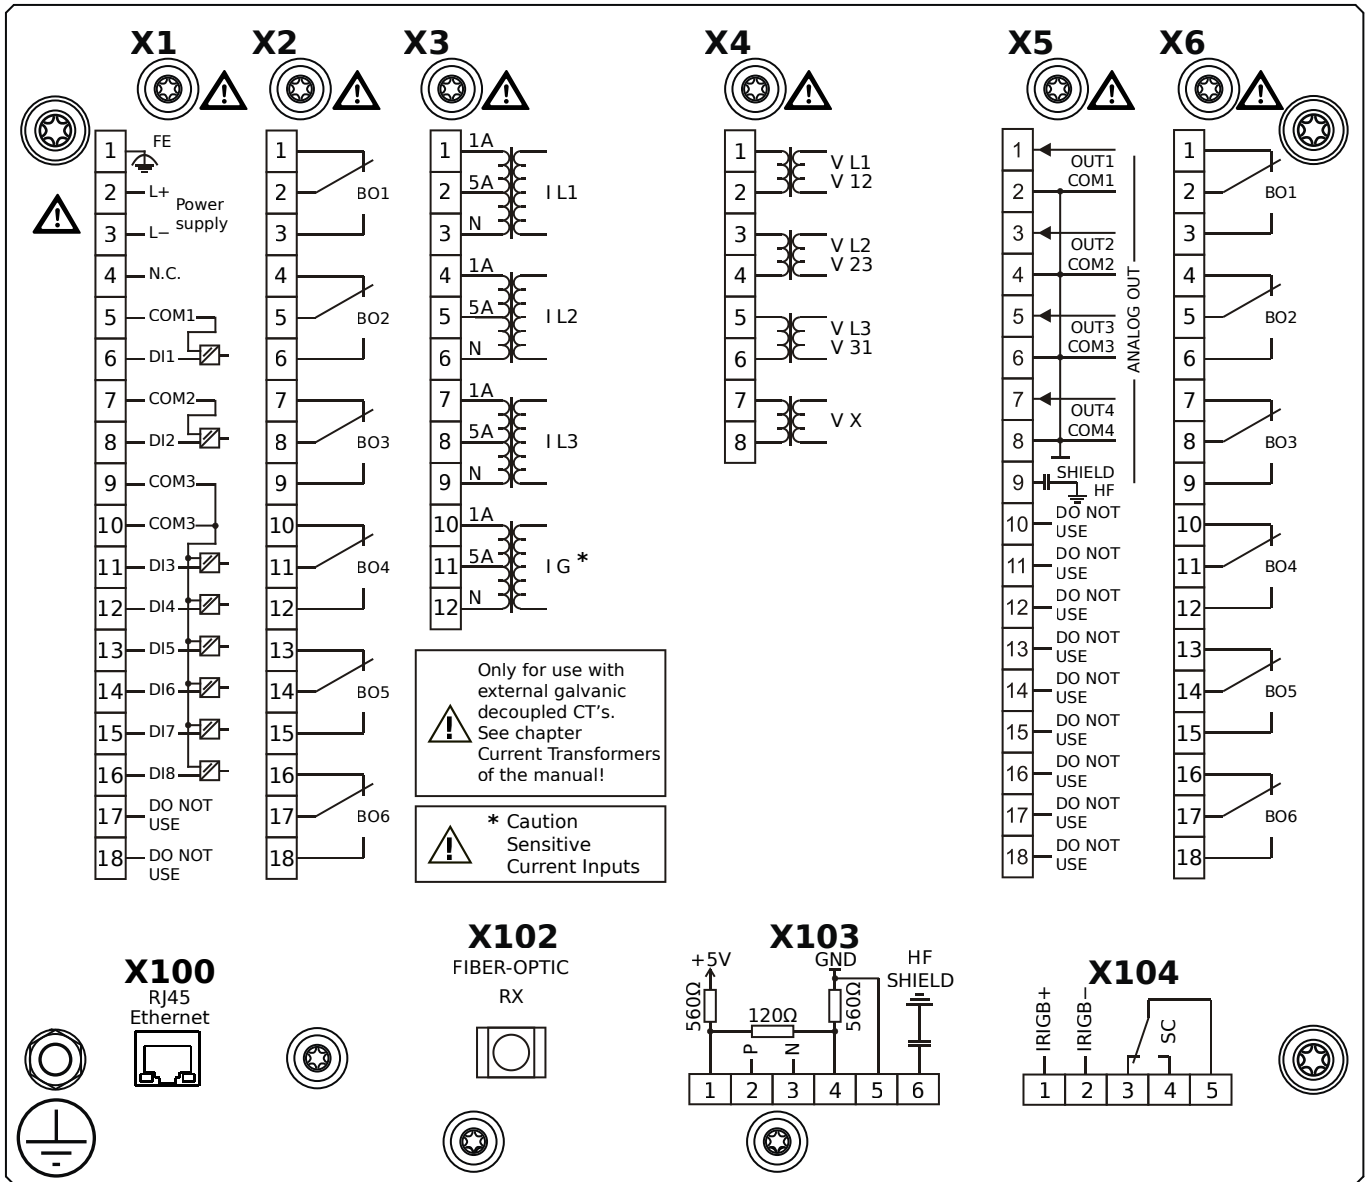 X1
X2
X3
X4
X5
X6
1 FE
2 L+
Power
supply
3 L−
4 N.C.
5 COM1
6 DI1
7 COM2
8 DI2
9 COM3
10 COM3
11 DI3
12 DI4
13 DI5
14 DI6
15 DI7
16 DI8
17 DO NOT
USE
18 DO NOT
USE
1
2 BO1
3
4
5 BO2
6
7
8 BO3
9
10
11 BO4
12
13
14 BO5
15
16
17 BO6
18
1 1A
2 5A I L1
3 N
4 1A
5 5A I L2
6 N
7 1A
8 5A I L3
9 N
10 1A
11 5A I G *
12 N
Only for use with
external galvanic
decoupled CT's.
See chapter
Current Transformers
of the manual!
* Caution
Sensitive
Current Inputs
1 V L1
2 V 12
3 V L2
4 V 23
5 V L3
6 V 31
7 V X
8
1 OUT1
2 COM1
3 OUT2
4 COM2
5 OUT3
6 COM3
7 OUT4
8 COM4
ANALOG OUT
9 SHIELD
HF
10 DO NOT
USE
11 DO NOT
USE
12 DO NOT
USE
13 DO NOT
USE
14 DO NOT
USE
15 DO NOT
USE
16 DO NOT
USE
17 DO NOT
USE
18 DO NOT
USE
1
2 BO1
3
4
5 BO2
6
7
8 BO3
9
10
11 BO4
12
13
14 BO5
15
16
17 BO6
18
X100
RJ45
Ethernet
X102
FIBER-OPTIC
RX
X103
+5V
GND
HF
SHIELD
560Ω
120Ω
560Ω
P
N
1 2 3 4 5 6
X104
IRIGB+
IRIGB−
SC
1 2 3 4 5